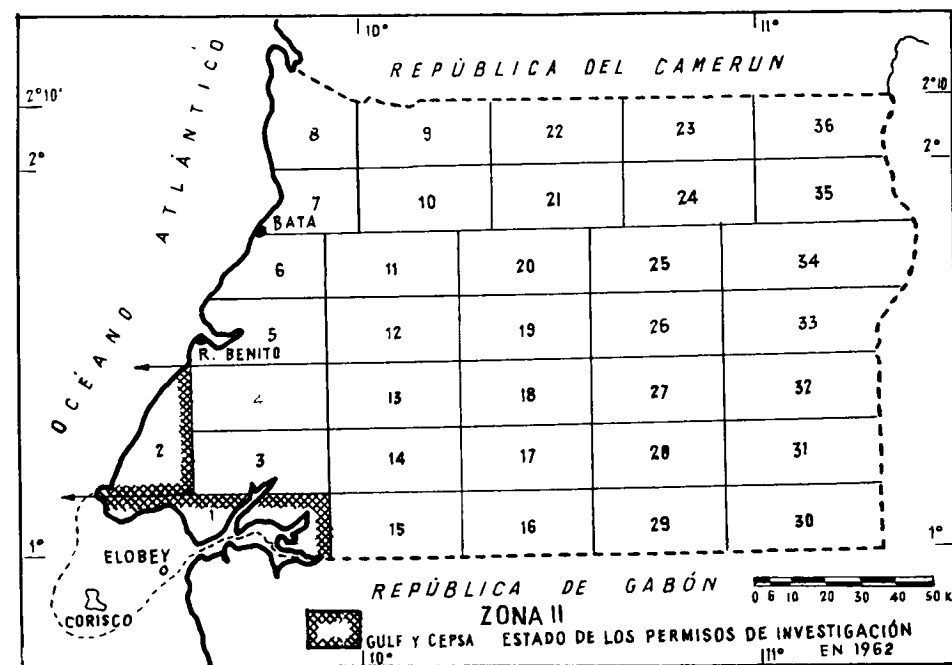 10° 11°
REPÚBLICA DEL CAMERUN
2°10' 2°10
8 9 22 23 36
2° 2°
7 10 21 24 35
BATA
6 11 20 25 34
5 12 19 26 33
R. BENITO
OCÉANO ATLÁNTICO
4 13 18 27 32
2 3 14 17 28 31
1 15 16 29 30
1° 1°
ELOBEY
CORISCO
REPÚBLICA DE GABÓN
0 6 10 20 30 40 50 K
ZONA II
GULF Y CEPSA ESTADO DE LOS PERMISOS DE INVESTIGACIÓN
10° 11° EN 1962